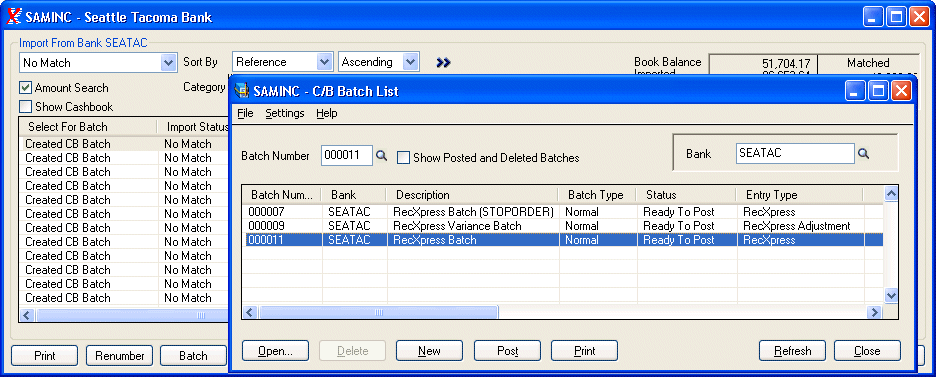 SAMINC - Seattle Tacoma Bank
Import From Bank SEATAC
No Match Sort By Reference Ascending Book Balance 51,704.17 Matched
Amount Search Category
Show Cashbook
Select For Batch Import Status
Created CB Batch No Match
Created CB Batch No Match
Created CB Batch No Match
Created CB Batch No Match
Created CB Batch No Match
Created CB Batch No Match
Created CB Batch No Match
Created CB Batch No Match
Created CB Batch No Match
Created CB Batch No Match
Created CB Batch No Match
Created CB Batch No Match
Print Renumber Batch
SAMINC - C/B Batch List
File Settings Help
Batch Number 000011 Show Posted and Deleted Batches Bank SEATAC
Batch Num... Bank Description Batch Type Status Entry Type
000007 SEATAC RecXpress Batch (STOPORDER) Normal Ready To Post RecXpress
000009 SEATAC RecXpress Variance Batch Normal Ready To Post RecXpress Adjustment
000011 SEATAC RecXpress Batch Normal Ready To Post RecXpress
Open... Delete New Post Print Refresh Close